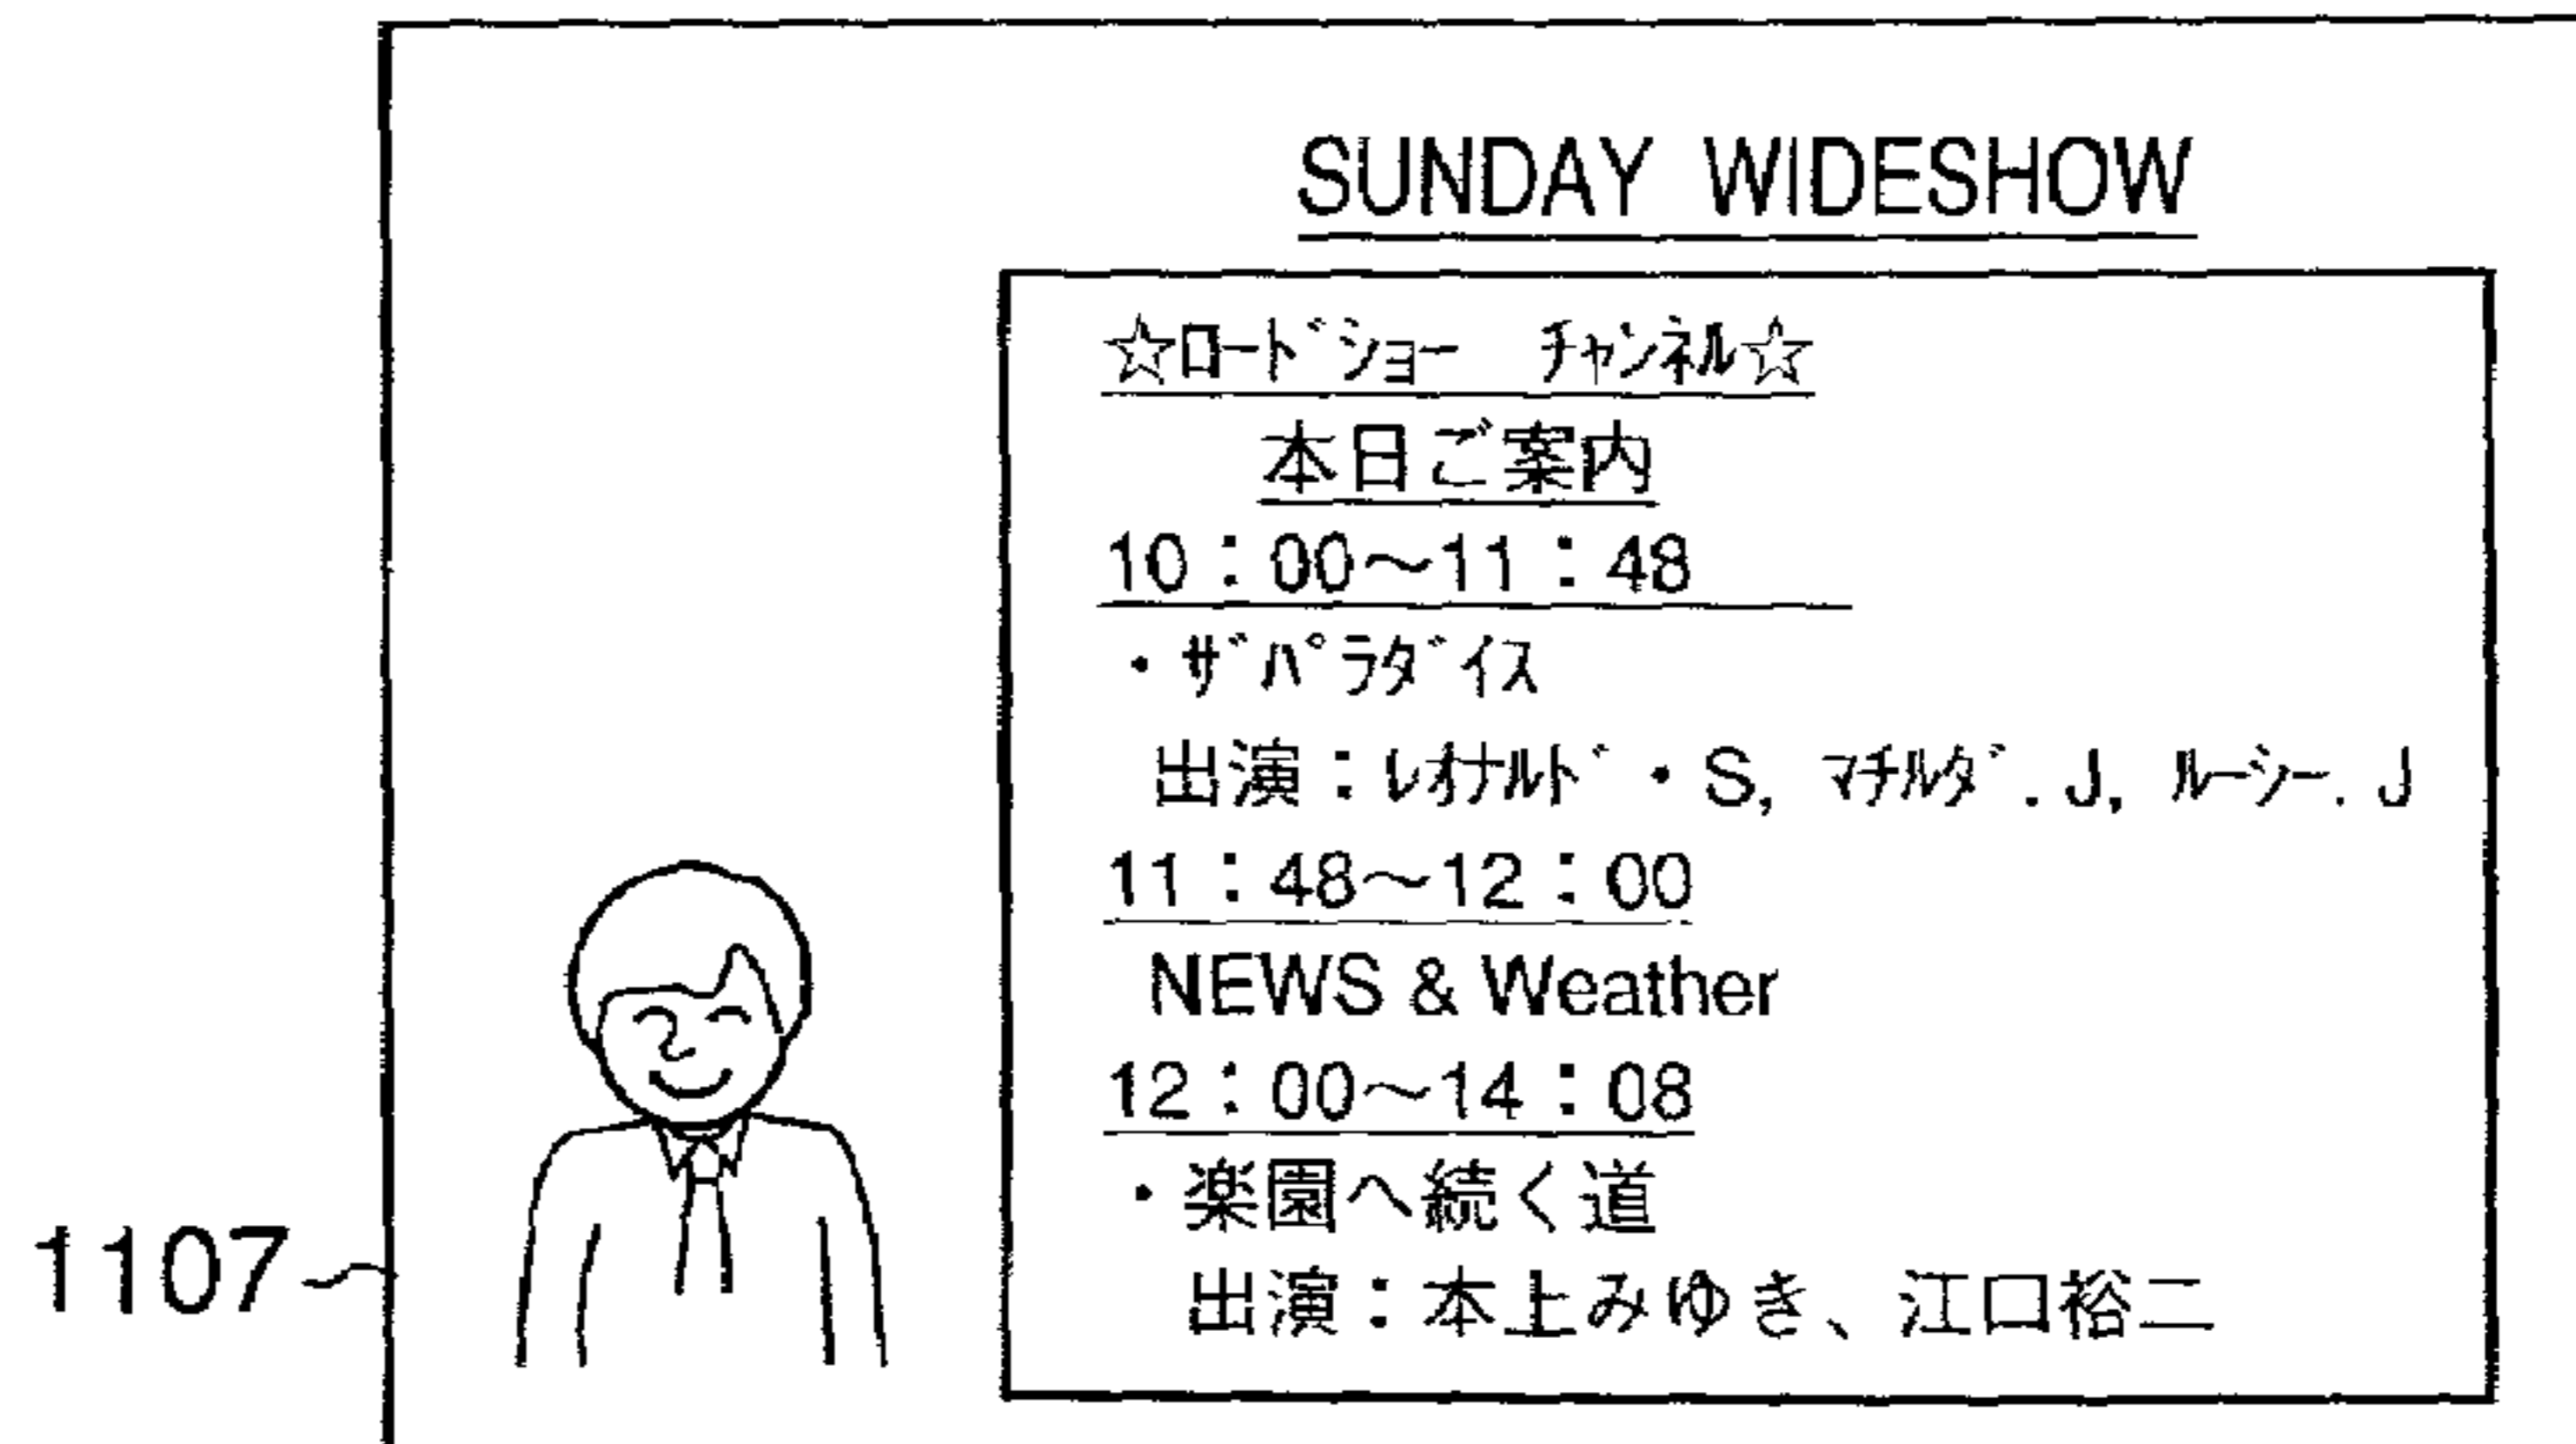 SUNDAY WIDESHOW
☆ﾛｰﾄﾞｼｮｰ　ﾁｬﾝﾈﾙ☆
本日ご案内
10：00～11：48
・ｻﾞﾊﾟﾗﾀﾞｲｽ
出演：ﾚｵﾅﾙﾄﾞ・S, ﾏﾁﾙﾀﾞ. J, ﾙｰｼｰ. J
11：48～12：00
NEWS & Weather
12：00～14：08
・楽園へ続く道
出演：本上みゆき、江口裕二
1107